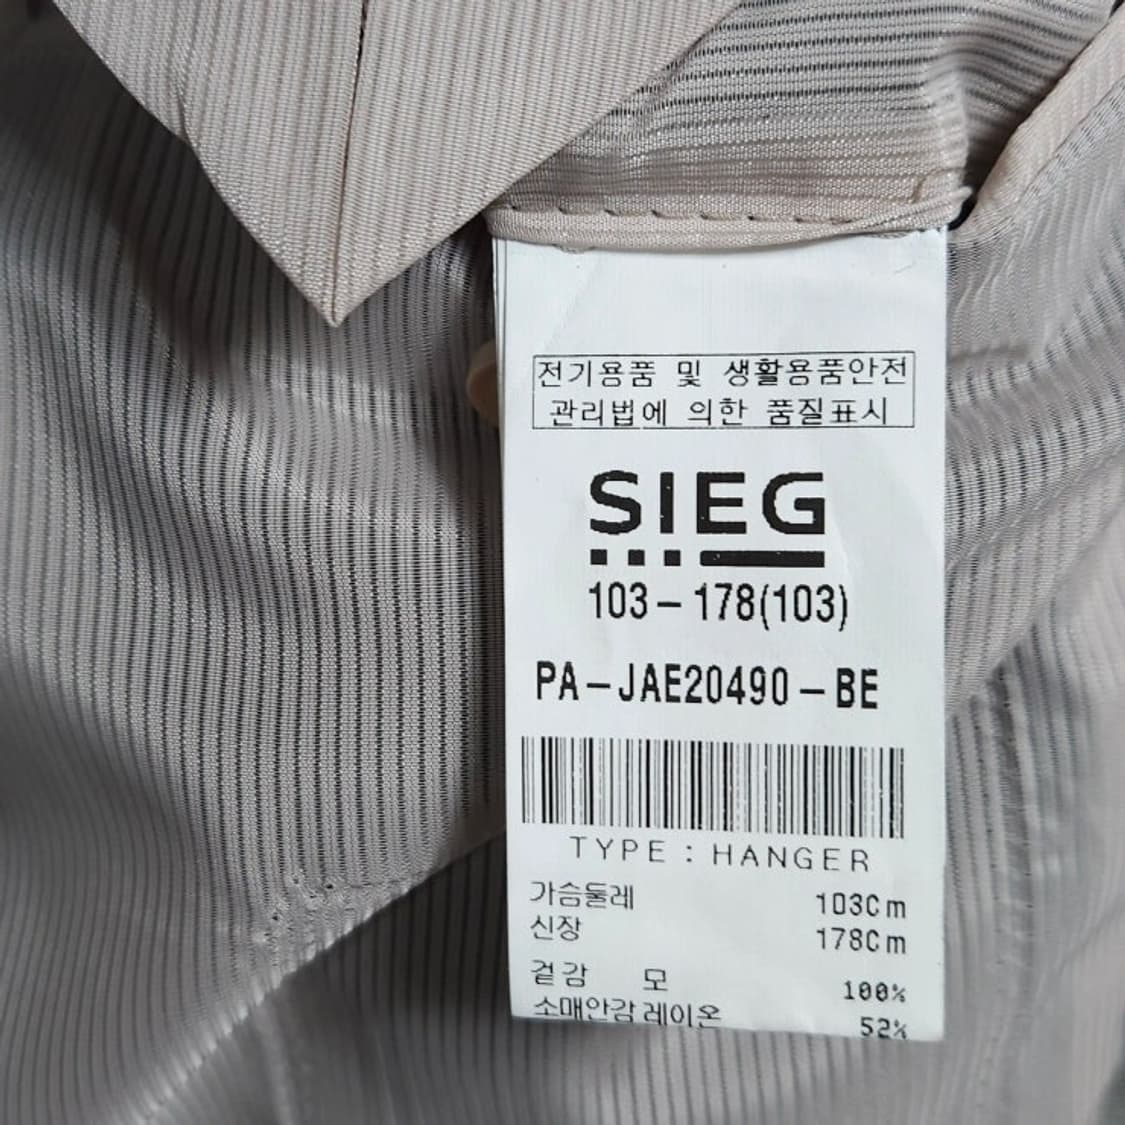 전기용품 및 생활용품안전
관리법에 의한 품질표시
SIEG
103-178(103)
PA-JAE20490-BE
TYPE : HANGER
가슴둘레 103Cm
신장 178Cm
겉감 모 100%
소매안감 레이온 52%